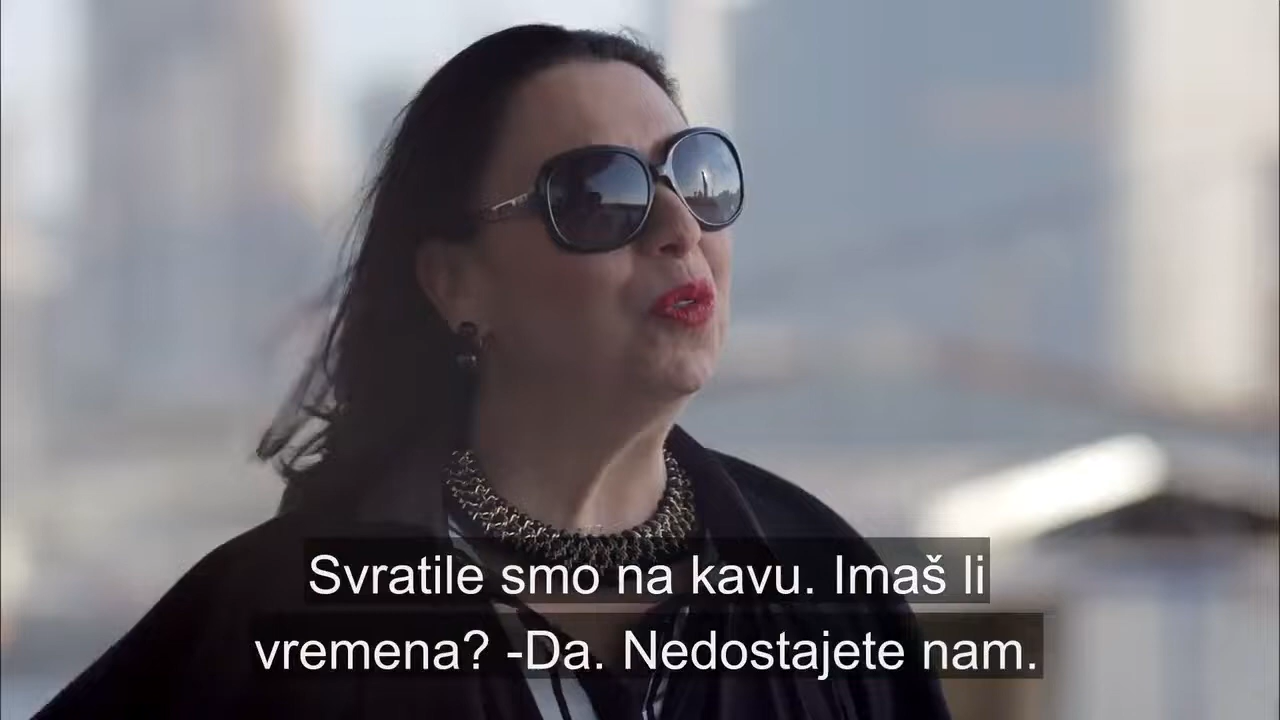 Svratile smo na kavu. Imaš li
vremena? -Da. Nedostajete nam.